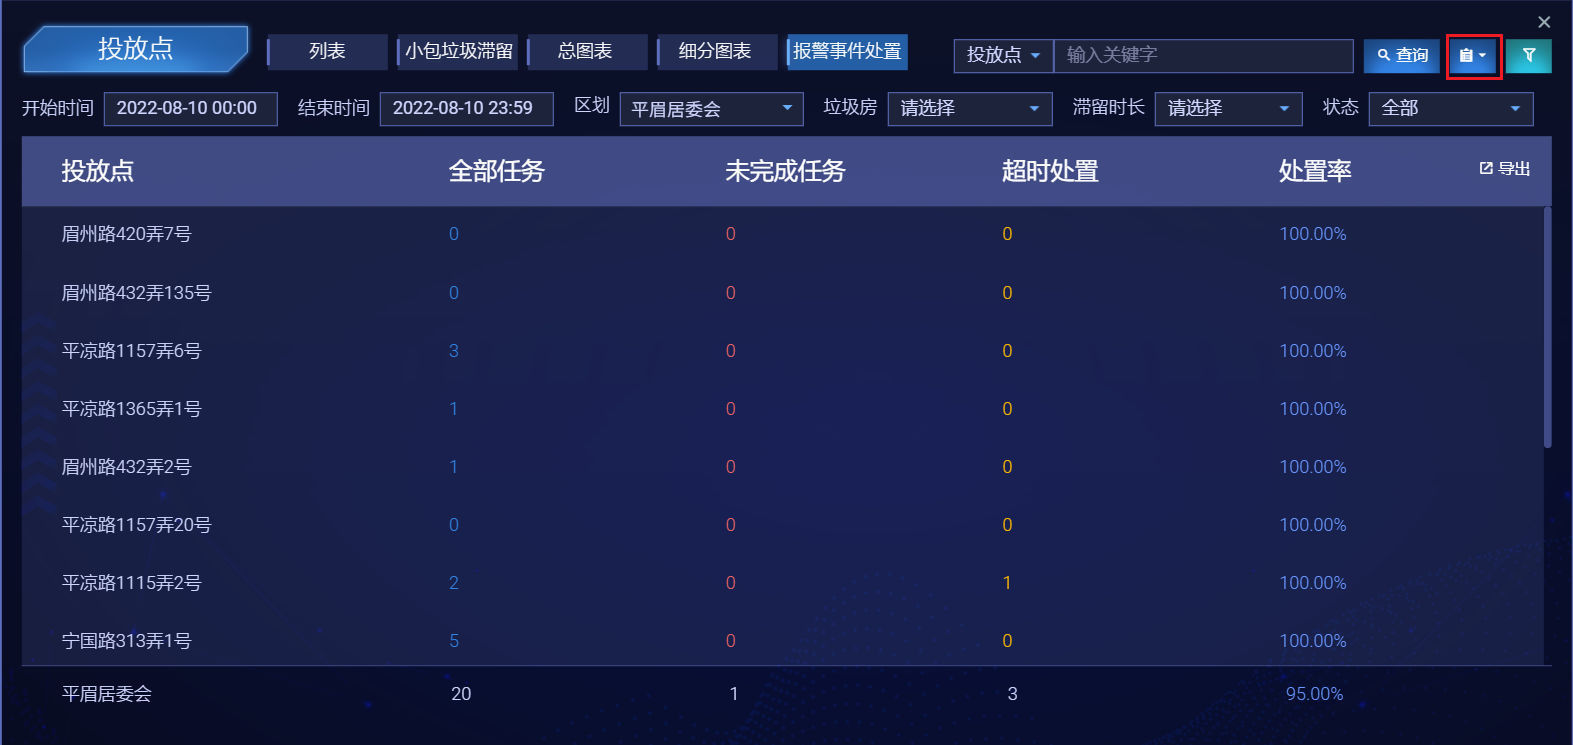 投放点
列表
小包垃圾滞留
总图表
细分图表
报警事件处置
投放点
输入关键字
查询
开始时间 2022-08-10 00:00
结束时间 2022-08-10 23:59
区划 平眉居委会
垃圾房 请选择
滞留时长 请选择
状态 全部
投放点 全部任务 未完成任务 超时处置 处置率 导出
眉州路420弄7号 0 0 0 100.00%
眉州路432弄135号 0 0 0 100.00%
平凉路1157弄6号 3 0 0 100.00%
平凉路1365弄1号 1 0 0 100.00%
眉州路432弄2号 1 0 0 100.00%
平凉路1157弄20号 0 0 0 100.00%
平凉路1115弄2号 2 0 1 100.00%
宁国路313弄1号 5 0 0 100.00%
平眉居委会 20 1 3 95.00%